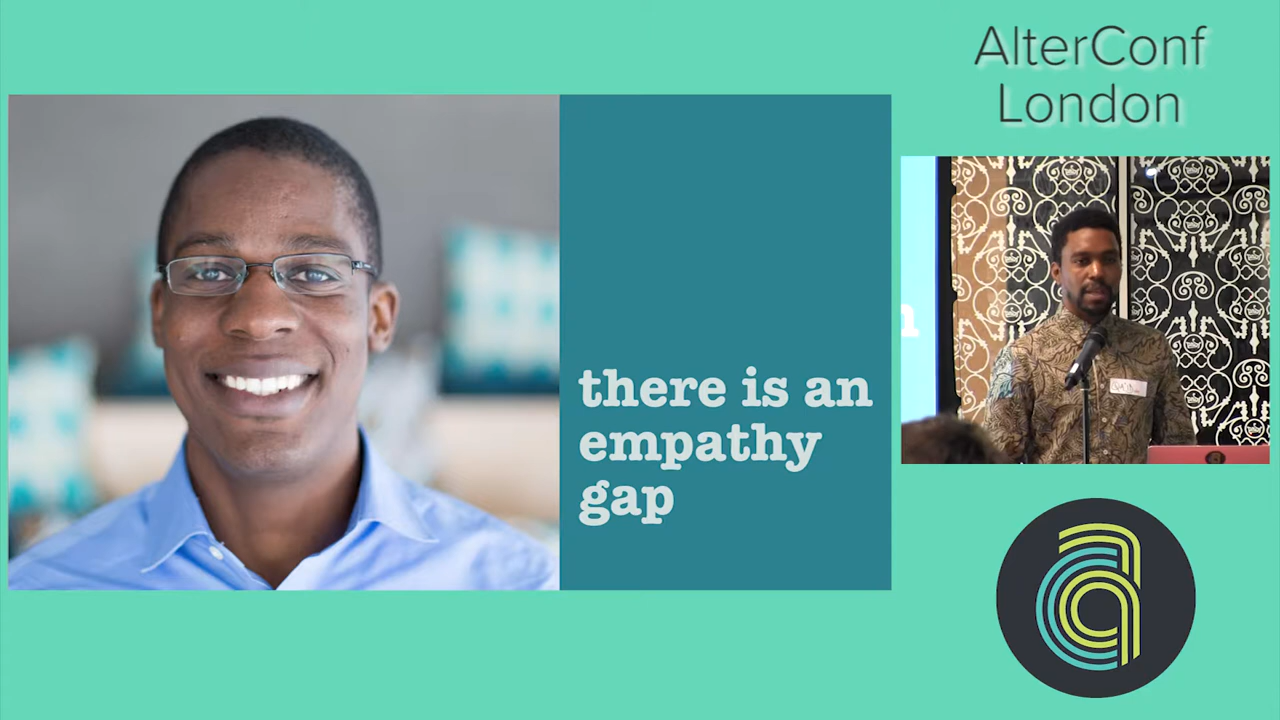 AlterConf
London
there is an
empathy
gap